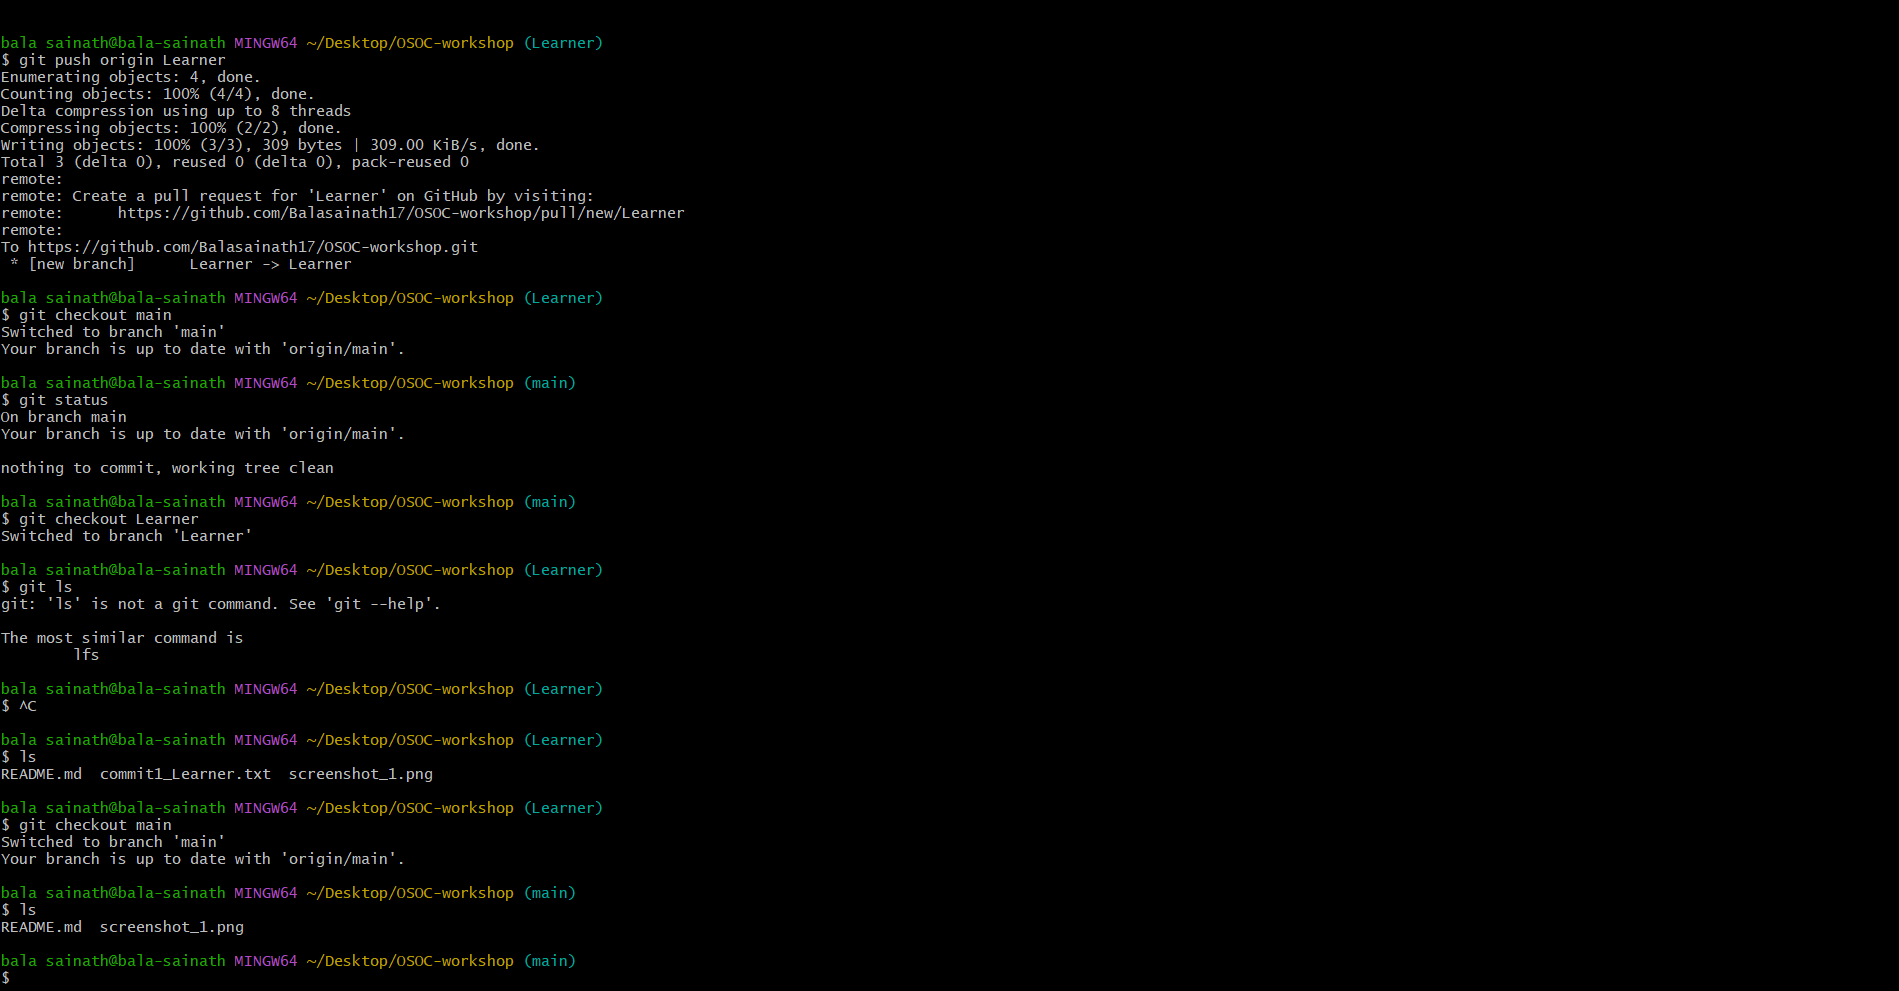 bala sainath@bala-sainath MINGW64 ~/Desktop/OSOC-workshop (Learner)
$ git push origin Learner
Enumerating objects: 4, done.
Counting objects: 100% (4/4), done.
Delta compression using up to 8 threads
Compressing objects: 100% (2/2), done.
Writing objects: 100% (3/3), 309 bytes | 309.00 KiB/s, done.
Total 3 (delta 0), reused 0 (delta 0), pack-reused 0
remote:
remote: Create a pull request for 'Learner' on GitHub by visiting:
remote:      https://github.com/Balasainath17/OSOC-workshop/pull/new/Learner
remote:
To https://github.com/Balasainath17/OSOC-workshop.git
 * [new branch]      Learner -> Learner

bala sainath@bala-sainath MINGW64 ~/Desktop/OSOC-workshop (Learner)
$ git checkout main
Switched to branch 'main'
Your branch is up to date with 'origin/main'.

bala sainath@bala-sainath MINGW64 ~/Desktop/OSOC-workshop (main)
$ git status
On branch main
Your branch is up to date with 'origin/main'.

nothing to commit, working tree clean

bala sainath@bala-sainath MINGW64 ~/Desktop/OSOC-workshop (main)
$ git checkout Learner
Switched to branch 'Learner'

bala sainath@bala-sainath MINGW64 ~/Desktop/OSOC-workshop (Learner)
$ git ls
git: 'ls' is not a git command. See 'git --help'.

The most similar command is
        lfs

bala sainath@bala-sainath MINGW64 ~/Desktop/OSOC-workshop (Learner)
$ ^C

bala sainath@bala-sainath MINGW64 ~/Desktop/OSOC-workshop (Learner)
$ ls
README.md  commit1_Learner.txt  screenshot_1.png

bala sainath@bala-sainath MINGW64 ~/Desktop/OSOC-workshop (Learner)
$ git checkout main
Switched to branch 'main'
Your branch is up to date with 'origin/main'.

bala sainath@bala-sainath MINGW64 ~/Desktop/OSOC-workshop (main)
$ ls
README.md  screenshot_1.png

bala sainath@bala-sainath MINGW64 ~/Desktop/OSOC-workshop (main)
$